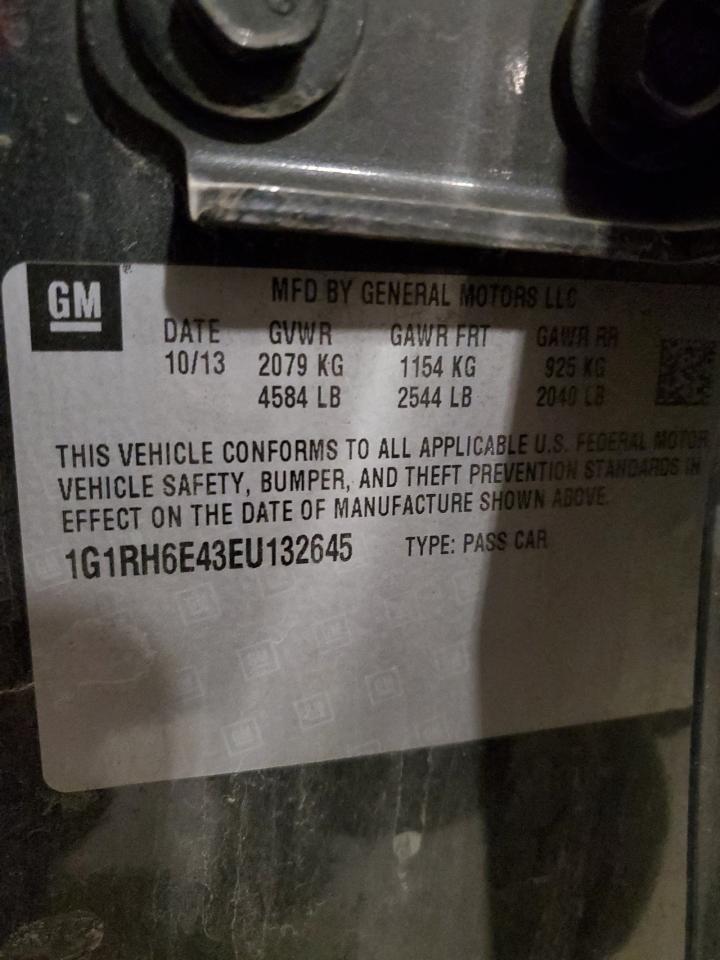 GM
MFD BY GENERAL MOTORS LLC
DATE GVWR GAWR FRT GAWR RR
10/13 2079 KG 1154 KG 925 KG
4584 LB 2544 LB 2040 LB
THIS VEHICLE CONFORMS TO ALL APPLICABLE U.S. FEDERAL MOTOR
VEHICLE SAFETY, BUMPER, AND THEFT PREVENTION STANDARDS IN
EFFECT ON THE DATE OF MANUFACTURE SHOWN ABOVE.
1G1RH6E43EU132645 TYPE: PASS CAR